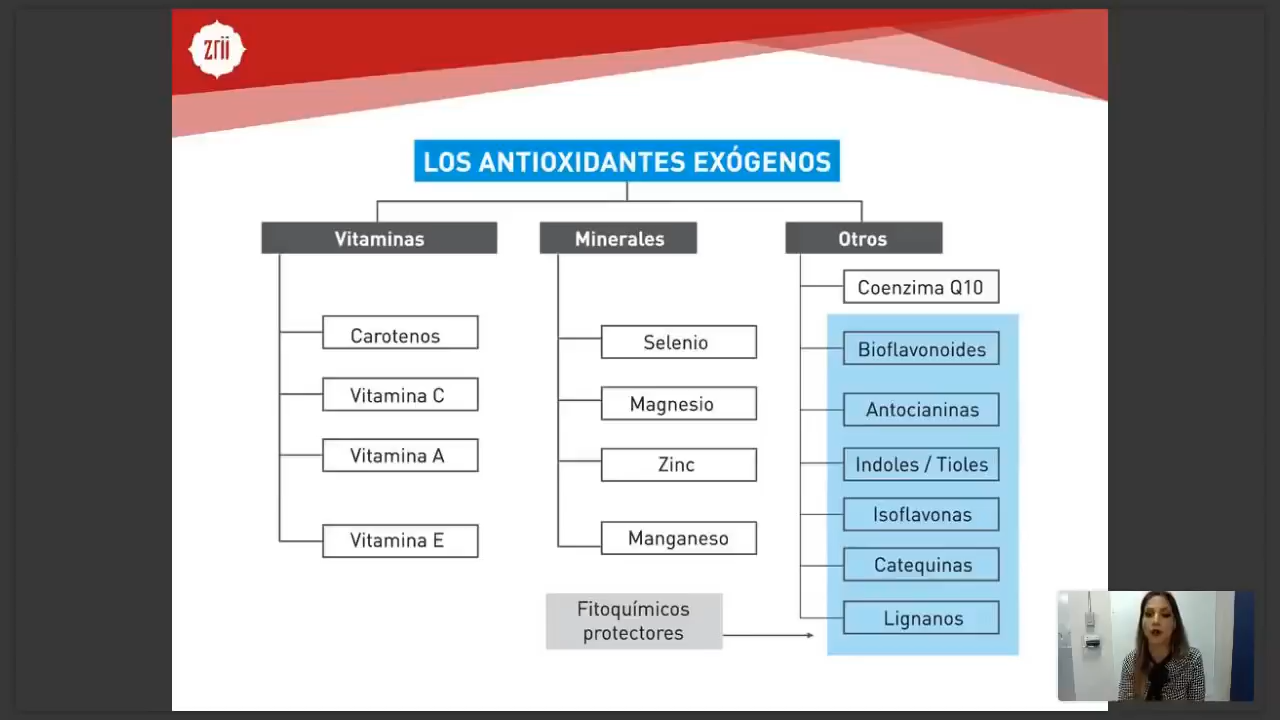 zrii
LOS ANTIOXIDANTES EXÓGENOS
Vitaminas
Carotenos
Vitamina C
Vitamina A
Vitamina E
Minerales
Selenio
Magnesio
Zinc
Manganeso
Otros
Coenzima Q10
Bioflavonoides
Antocianinas
Indoles / Tioles
Isoflavonas
Catequinas
Lignanos
Fitoquímicos
protectores